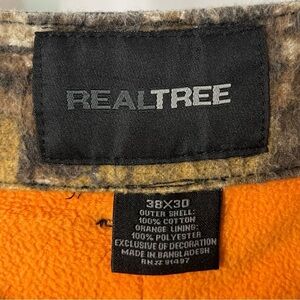 REALTREE
38X30
OUTER SHELL:
100% COTTON
ORANGE LINING:
100% POLYESTER
EXCLUSIVE OF DECORATION
MADE IN BANGLADESH